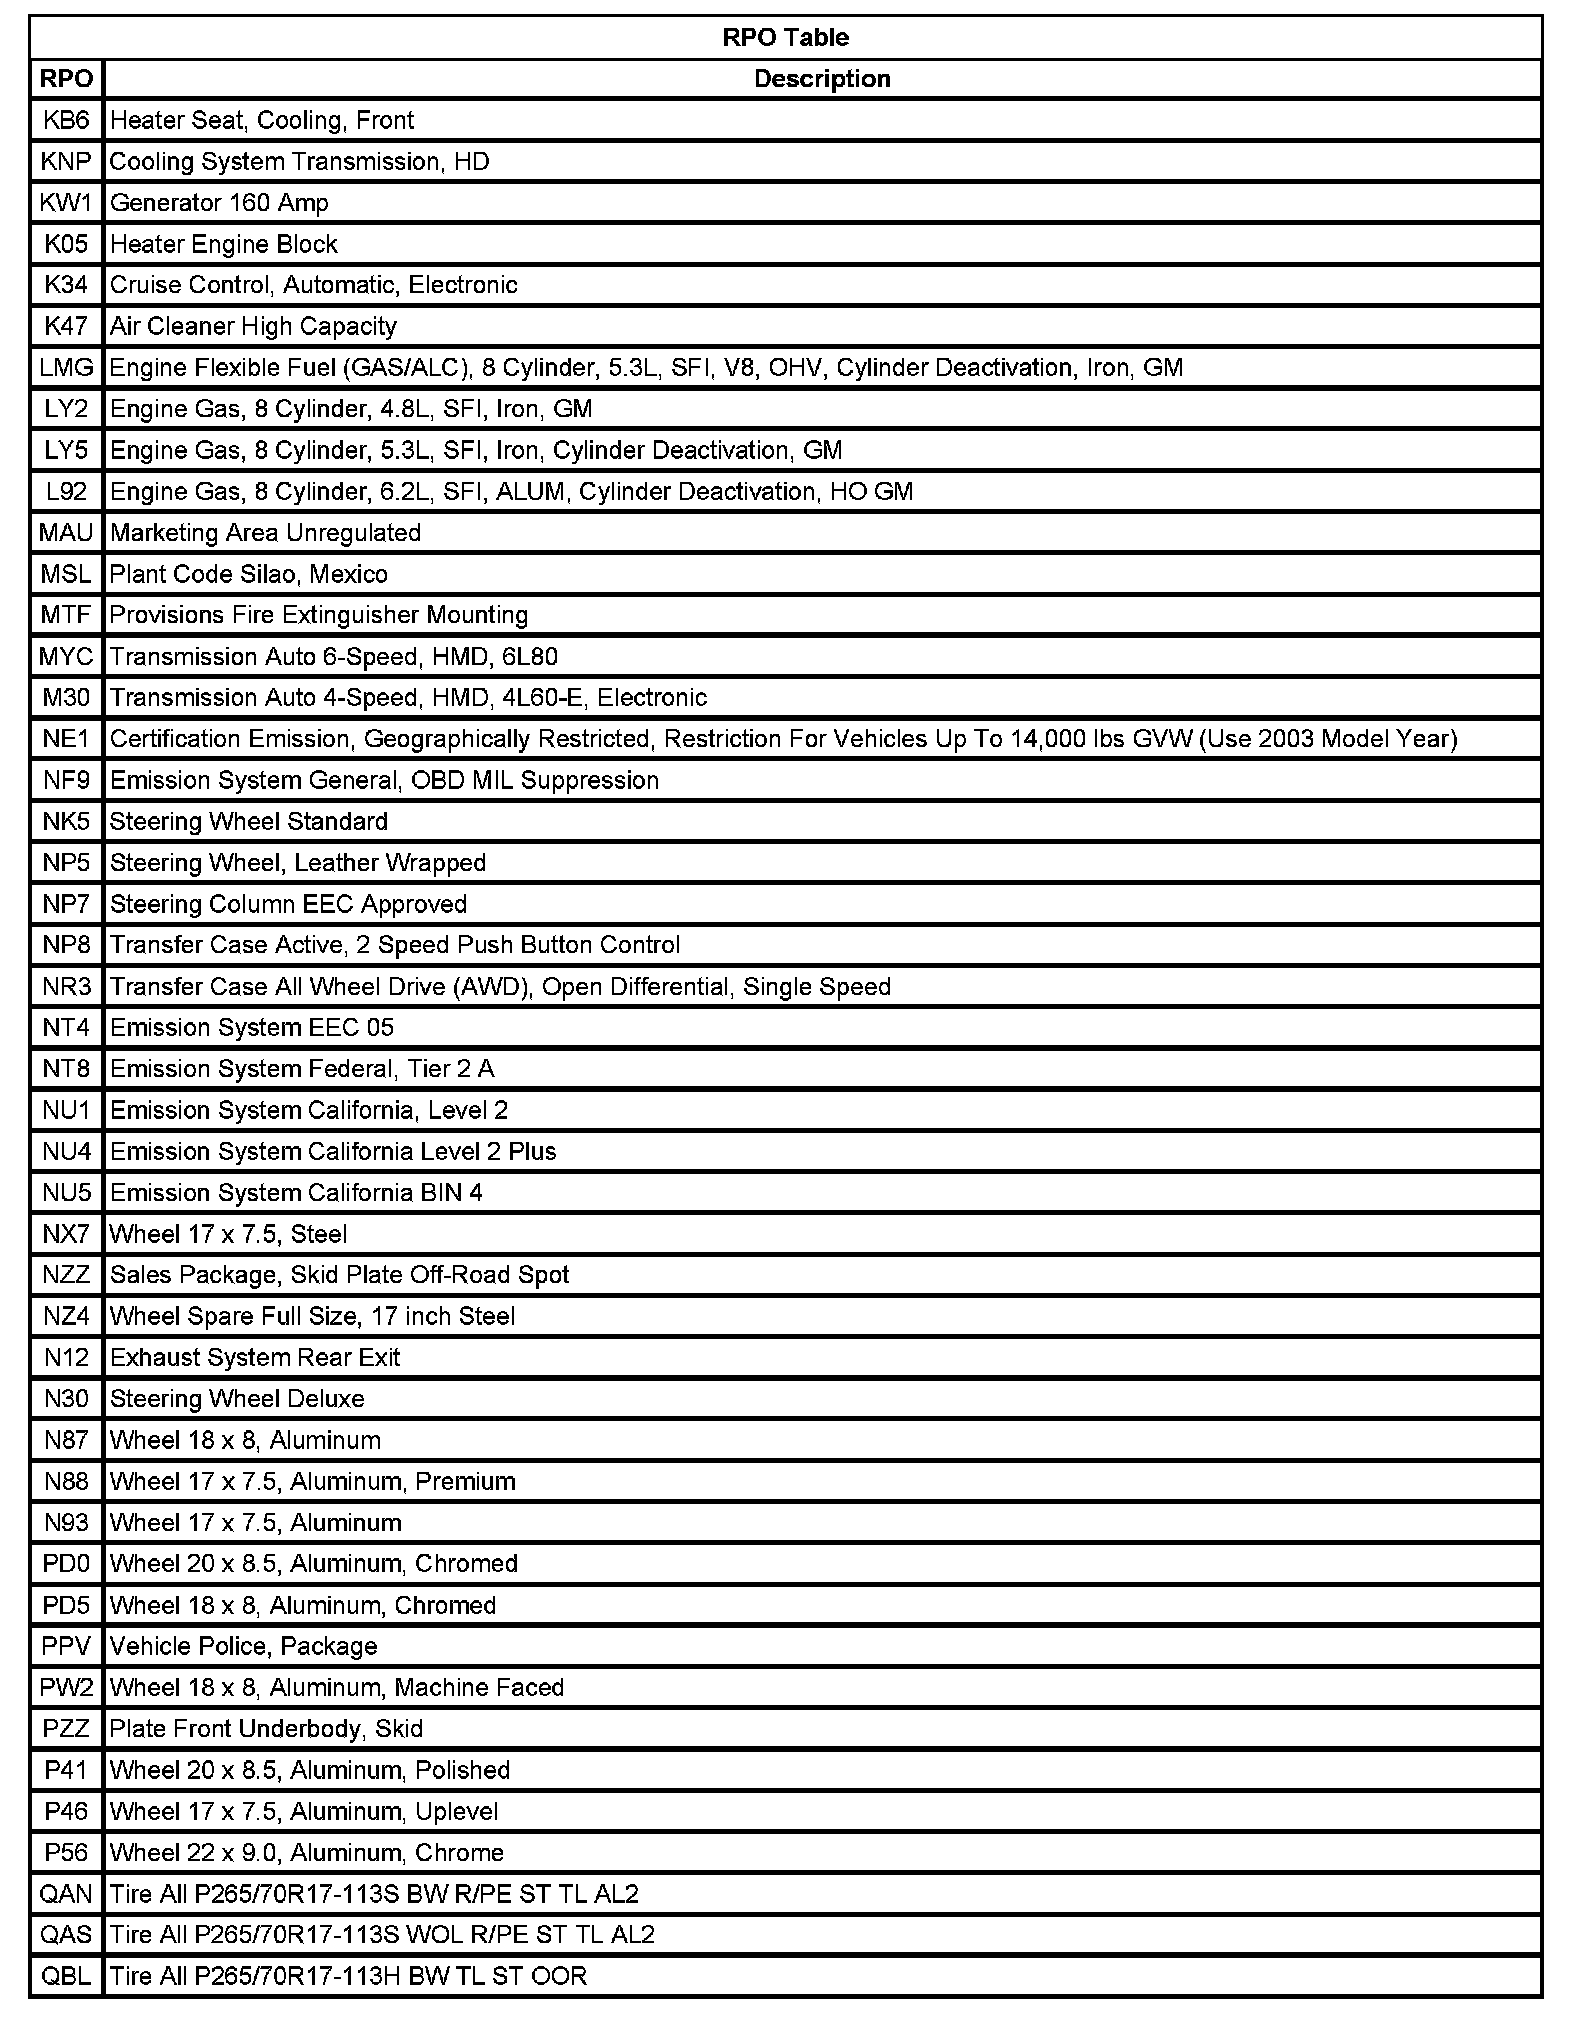 RPO Table
RPO Description
KB6 Heater Seat, Cooling, Front
KNP Cooling System Transmission, HD
KW1 Generator 160 Amp
K05 Heater Engine Block
K34 Cruise Control, Automatic, Electronic
K47 Air Cleaner High Capacity
LMG Engine Flexible Fuel (GAS/ALC), 8 Cylinder, 5.3L, SFI, V8, OHV, Cylinder Deactivation, Iron, GM
LY2 Engine Gas, 8 Cylinder, 4.8L, SFI, Iron, GM
LY5 Engine Gas, 8 Cylinder, 5.3L, SFI, Iron, Cylinder Deactivation, GM
L92 Engine Gas, 8 Cylinder, 6.2L, SFI, ALUM, Cylinder Deactivation, HO GM
MAU Marketing Area Unregulated
MSL Plant Code Silao, Mexico
MTF Provisions Fire Extinguisher Mounting
MYC Transmission Auto 6-Speed, HMD, 6L80
M30 Transmission Auto 4-Speed, HMD, 4L60-E, Electronic
NE1 Certification Emission, Geographically Restricted, Restriction For Vehicles Up To 14,000 lbs GVW (Use 2003 Model Year)
NF9 Emission System General, OBD MIL Suppression
NK5 Steering Wheel Standard
NP5 Steering Wheel, Leather Wrapped
NP7 Steering Column EEC Approved
NP8 Transfer Case Active, 2 Speed Push Button Control
NR3 Transfer Case All Wheel Drive (AWD), Open Differential, Single Speed
NT4 Emission System EEC 05
NT8 Emission System Federal, Tier 2 A
NU1 Emission System California, Level 2
NU4 Emission System California Level 2 Plus
NU5 Emission System California BIN 4
NX7 Wheel 17 x 7.5, Steel
NZZ Sales Package, Skid Plate Off-Road Spot
NZ4 Wheel Spare Full Size, 17 inch Steel
N12 Exhaust System Rear Exit
N30 Steering Wheel Deluxe
N87 Wheel 18 x 8, Aluminum
N88 Wheel 17 x 7.5, Aluminum, Premium
N93 Wheel 17 x 7.5, Aluminum
PD0 Wheel 20 x 8.5, Aluminum, Chromed
PD5 Wheel 18 x 8, Aluminum, Chromed
PPV Vehicle Police, Package
PW2 Wheel 18 x 8, Aluminum, Machine Faced
PZZ Plate Front Underbody, Skid
P41 Wheel 20 x 8.5, Aluminum, Polished
P46 Wheel 17 x 7.5, Aluminum, Uplevel
P56 Wheel 22 x 9.0, Aluminum, Chrome
QAN Tire All P265/70R17-113S BW R/PE ST TL AL2
QAS Tire All P265/70R17-113S WOL R/PE ST TL AL2
QBL Tire All P265/70R17-113H BW TL ST OOR